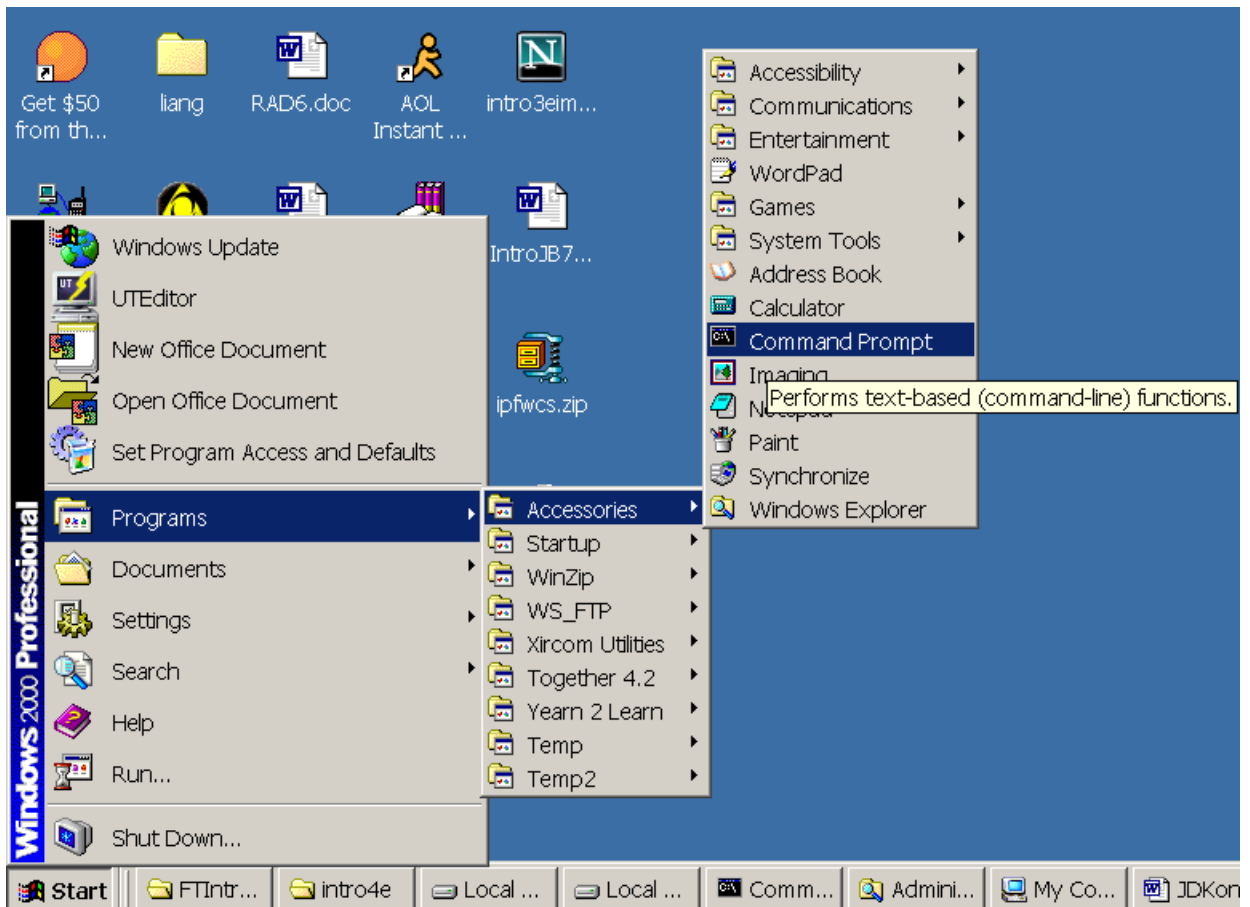 Get $50 from th...
liang
RAD6.doc
AOL Instant ...
intro3eim...
IntroJB7...
ipfwcs.zip
Windows 2000 Professional
Windows Update
UTEditor
New Office Document
Open Office Document
Set Program Access and Defaults
Programs
Documents
Settings
Search
Help
Run...
Shut Down...
Accessories
Startup
WinZip
WS_FTP
Xircom Utilities
Together 4.2
Yearn 2 Learn
Temp
Temp2
Accessibility
Communications
Entertainment
WordPad
Games
System Tools
Address Book
Calculator
Command Prompt
Imaging
Performs text-based (command-line) functions.
Notepad
Paint
Synchronize
Windows Explorer
Start
FTIntr...
intro4e
Local ...
Local ...
Comm...
Admini...
My Co...
JDKon